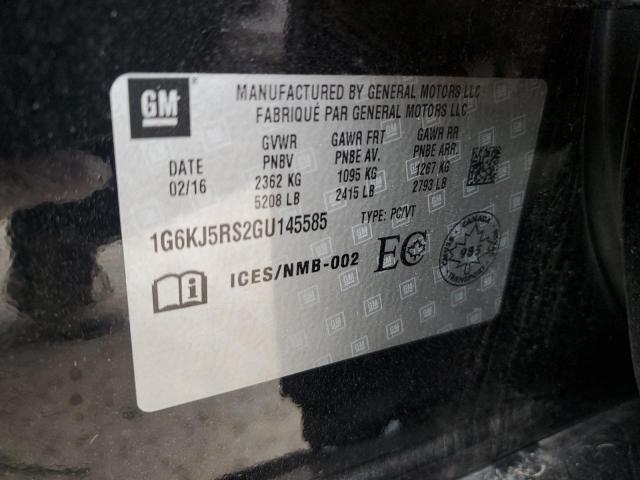 GM
MANUFACTURED BY GENERAL MOTORS LLC
FABRIQUÉ PAR GENERAL MOTORS LLC
DATE
02/16
GVWR
PNBV
2362 KG
5208 LB
GAWR FRT
PNBE AV.
1095 KG
2415 LB
GAWR RR
PNBE ARR.
1267 KG
2793 LB
1G6KJ5RS2GU145585
TYPE: PC/VT
i ICES/NMB-002
EC
CANADA
993